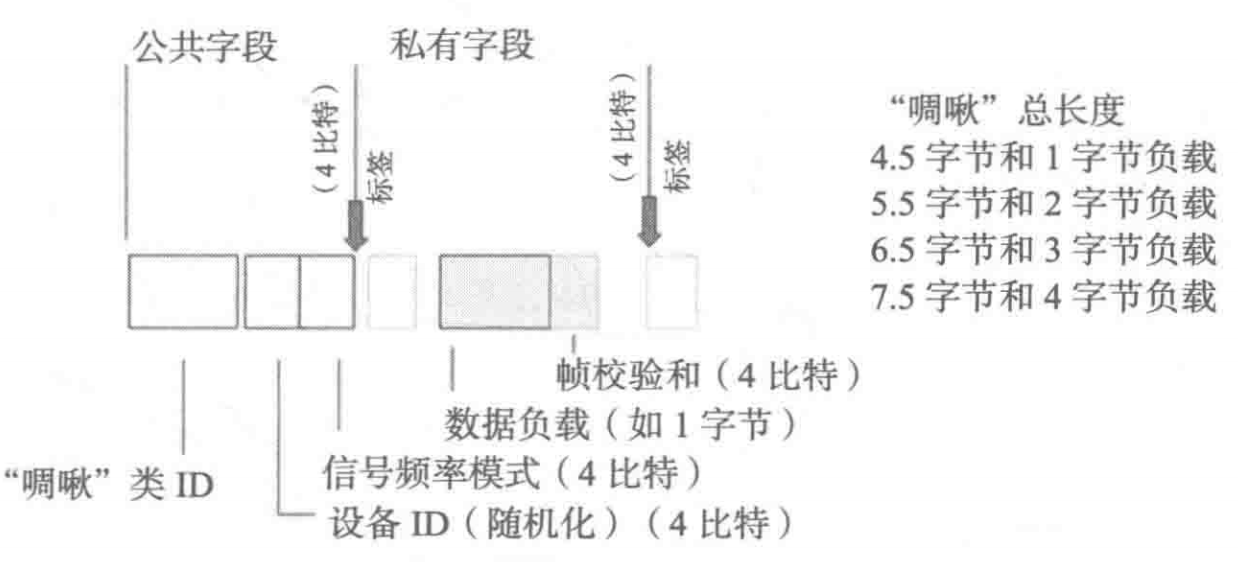 公共字段
私有字段
（4 比特）
标签
（4 比特）
标签
“啁啾”总长度
4.5 字节和 1 字节负载
5.5 字节和 2 字节负载
6.5 字节和 3 字节负载
7.5 字节和 4 字节负载
帧校验和（4 比特）
数据负载（如 1 字节）
“啁啾”类 ID
信号频率模式（4 比特）
设备 ID（随机化）（4 比特）